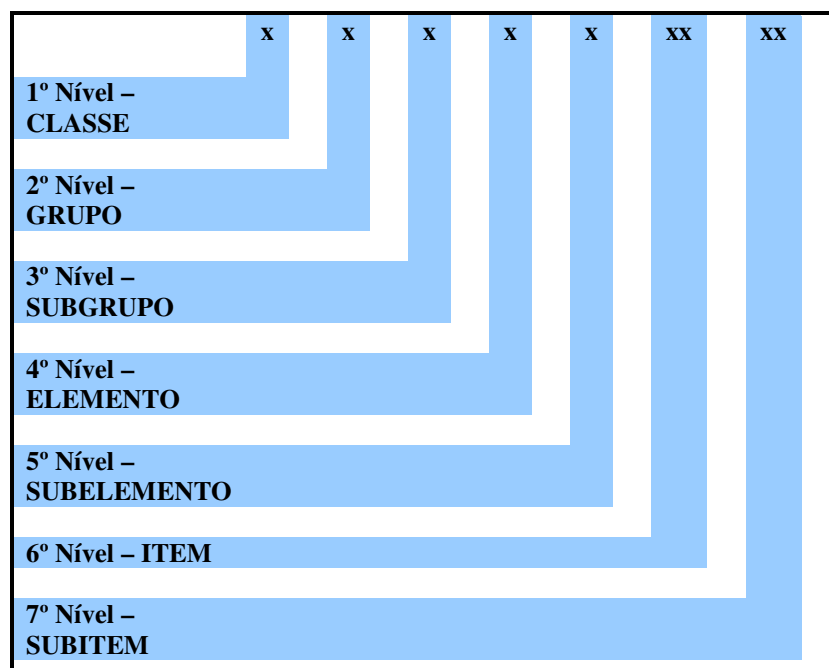 x x x x x xx xx
1º Nível –
CLASSE
2º Nível –
GRUPO
3º Nível –
SUBGRUPO
4º Nível –
ELEMENTO
5º Nível –
SUBELEMENTO
6º Nível – ITEM
7º Nível –
SUBITEM